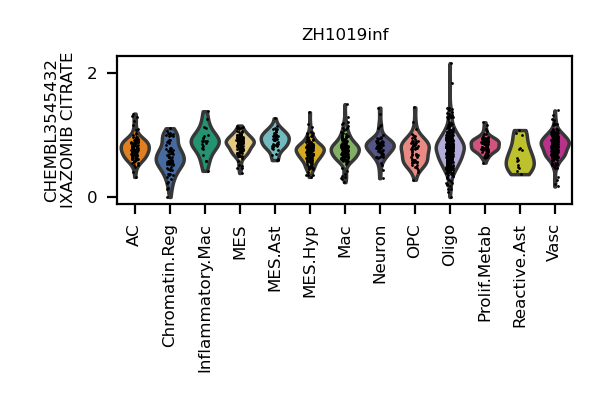 ZH1019inf
CHEMBL3545432
IXAZOMIB CITRATE
2
0
AC
Chromatin.Reg
Inflammatory.Mac
MES
MES.Ast
MES.Hyp
Mac
Neuron
OPC
Oligo
Prolif.Metab
Reactive.Ast
Vasc